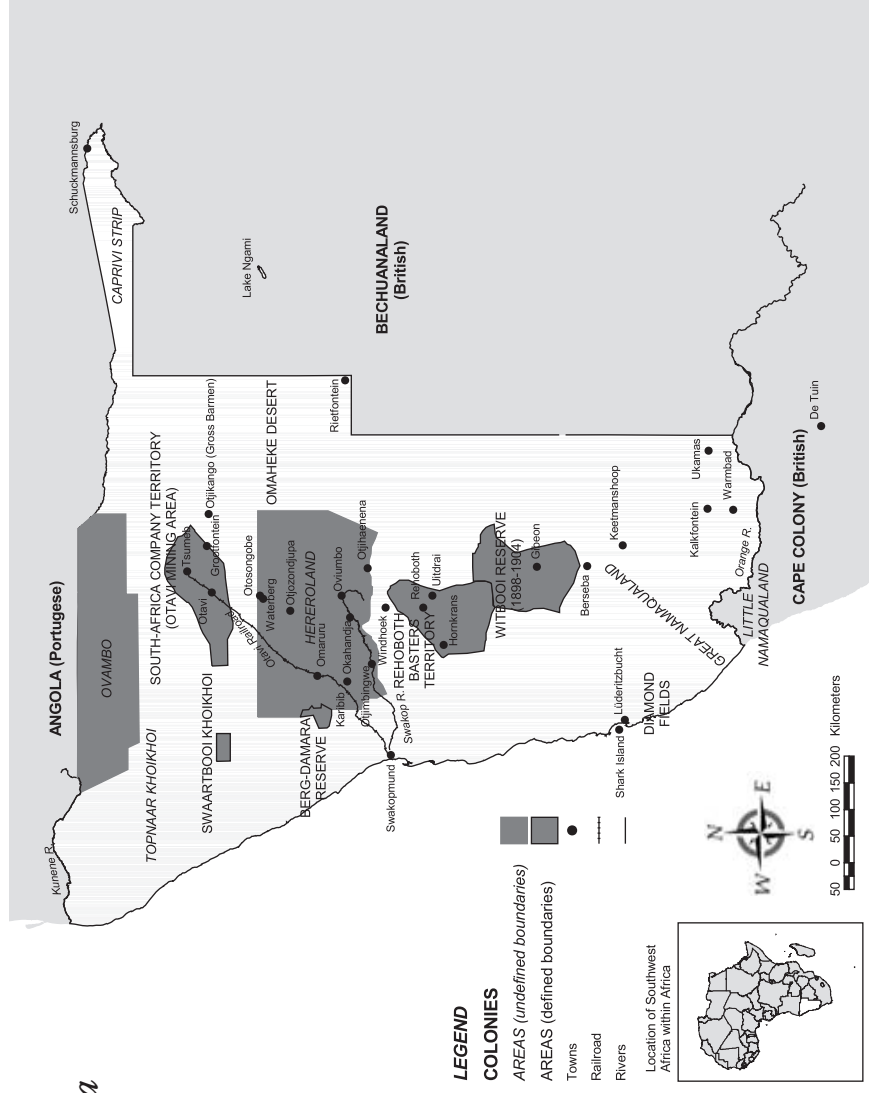 a
Schuckmannsburg
CAPRIVI STRIP
Lake Ngami
BECHUANALAND
(British)
Rietfontein
OMAHEKE DESERT
ANGOLA (Portugese)
Kunene R.
OVAMBO
TOPNAAR KHOIKHOI
SOUTH-AFRICA COMPANY TERRITORY
(OTAVI MINING AREA)
Otjikango (Gross Barmen)
Tsumeb
Grootfontein
Otavi
Otavi Railroad
SWAARTBOOI KHOIKHOI
Otosongobe
Waterberg
Otjozondjupa
HEREROLAND
Omaruru
Oviumbo
Okahandja
Otjihaenena
Karibib
Otjimbingwe
Windhoek
BERG-DAMARA
RESERVE
Swakop R.
Swakopmund
REHOBOTH
BASTERS
TERRITORY
Rehoboth
Uitdrai
Hornkrans
WITBOOI RESERVE
(1898-1904)
Gibeon
Berseba
Keetmanshoop
GREAT NAMAQUALAND
Shark Island
Lüderitzbucht
DIAMOND
FIELDS
Ukamas
Kalkfontein
Warmbad
Orange R.
LITTLE
NAMAQUALAND
CAPE COLONY (British)
De Tuin
LEGEND
COLONIES
AREAS (undefined boundaries)
AREAS (defined boundaries)
Towns
Railroad
Rivers
Location of Southwest
Africa within Africa
N
E
S
W
50 0 50 100 150 200 Kilometers